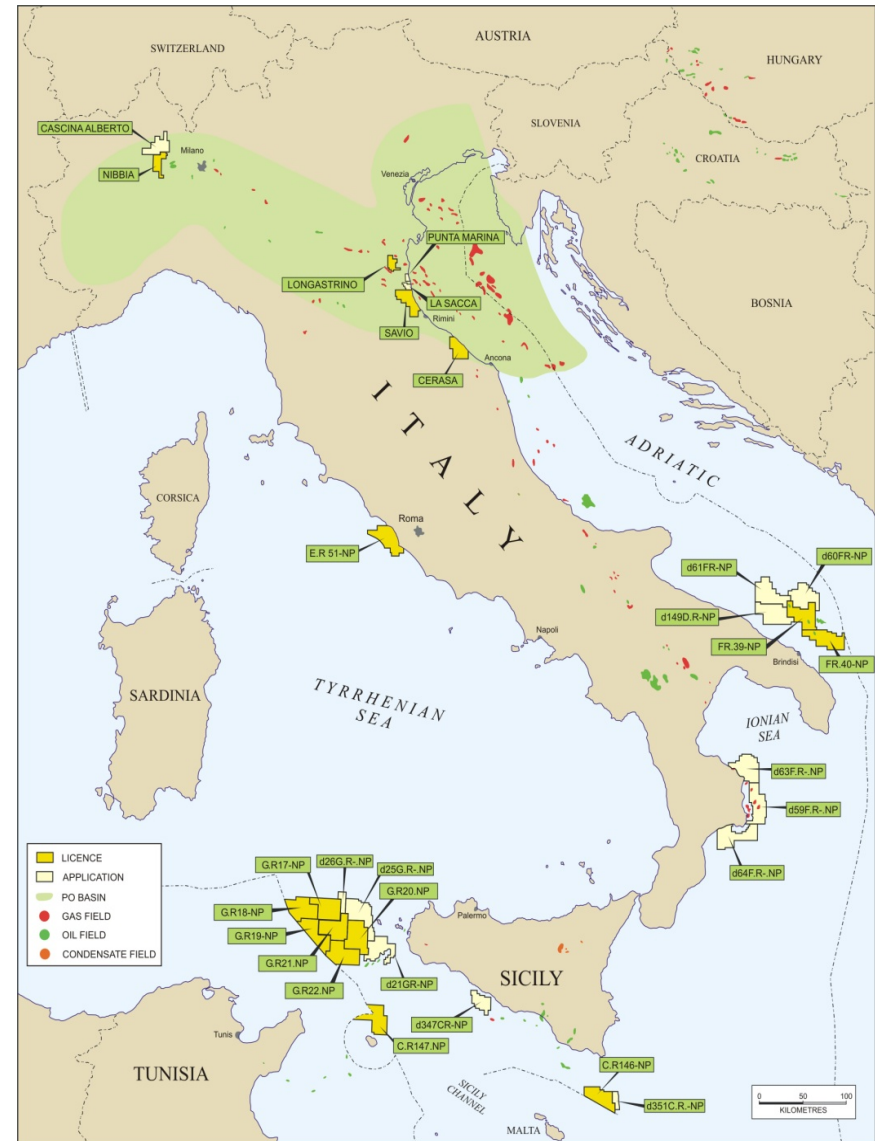 SWITZERLAND
AUSTRIA
HUNGARY
SLOVENIA
CROATIA
CASCINA ALBERTO
Milano
NIBBIA
Venezia
PUNTA MARINA
LONGASTRINO
LA SACCA
BOSNIA
Rimini
SAVIO
Ancona
CERASA
ITALY
ADRIATIC
CORSICA
Roma
E.R 51-NP
d60FR-NP
d61FR-NP
d149D.R-NP
FR.39-NP
Napoli
Brindisi
FR.40-NP
SARDINIA
TYRRHENIAN
SEA
IONIAN
SEA
d63F.R-.NP
d59F.R-.NP
d64F.R-.NP
LICENCE
APPLICATION
PO BASIN
GAS FIELD
OIL FIELD
CONDENSATE FIELD
G.R17-NP
d26G.R-.NP
d25G.R-.NP
G.R20.NP
G.R18-NP
Palermo
G.R19-NP
G.R21.NP
SICILY
d21GR-NP
G.R22.NP
d347CR-NP
Tunis
C.R147.NP
TUNISIA
C.R146-NP
SICILY
CHANNEL
d351C.R.-NP
MALTA
0 50 100
KILOMETRES